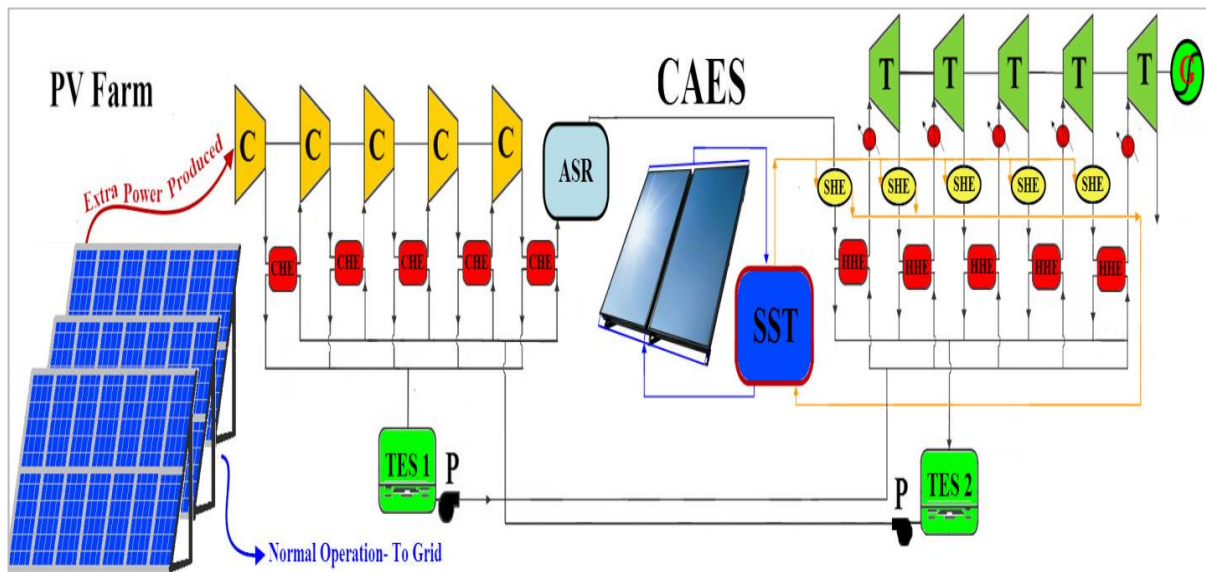 PV Farm
Extra Power Produced
C
C
C
C
C
CHE
CHE
CHE
CHE
CHE
ASR
CAES
T
T
T
T
T
G
SHE
SHE
SHE
SHE
SHE
HHE
HHE
HHE
HHE
HHE
SST
TES 1
P
P
TES 2
Normal Operation- To Grid